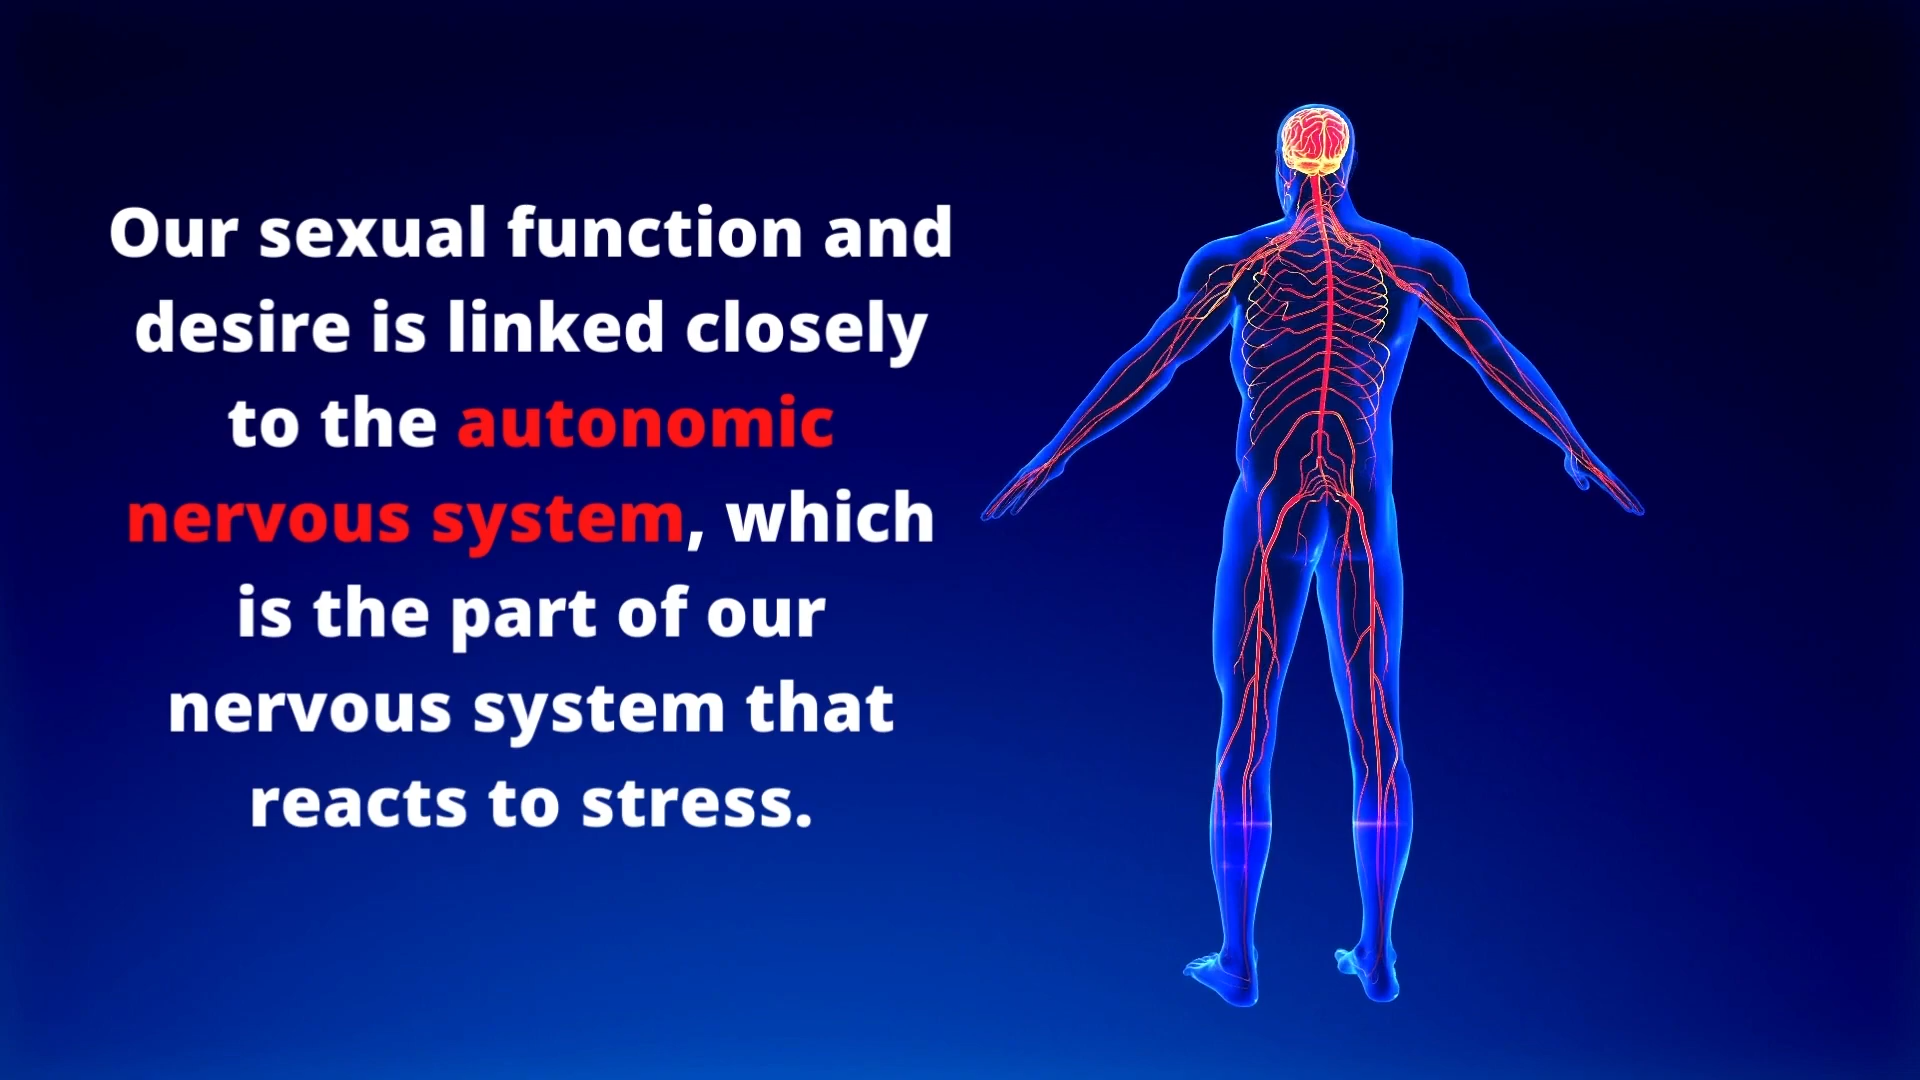 Our sexual function and
desire is linked closely
to the autonomic
nervous system, which
is the part of our
nervous system that
reacts to stress.